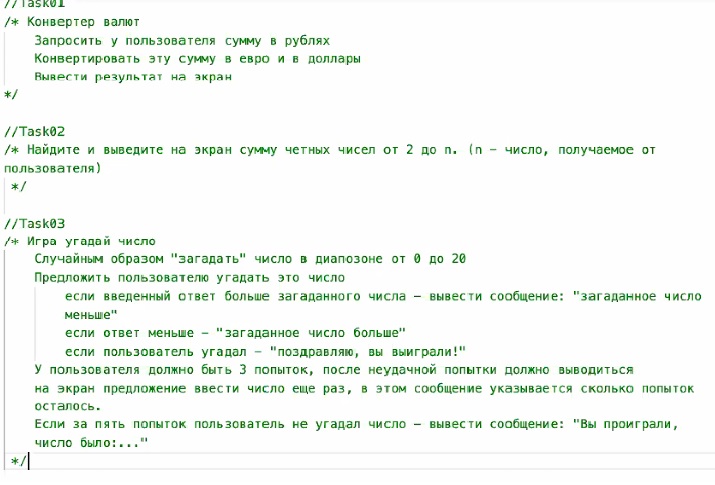 //Task01
/* Конвертер валют
Запросить у пользователя сумму в рублях
Конвертировать эту сумму в евро и в доллары
Вывести результат на экран
*/
//Task02
/* Найдите и выведите на экран сумму четных чисел от 2 до n. (n – число, получаемое от
пользователя)
*/
//Task03
/* Игра угадай число
Случайным образом "загадать" число в диапозоне от 0 до 20
Предложить пользователю угадать это число
если введенный ответ больше загаданного числа – вывести сообщение: "загаданное число
меньше"
если ответ меньше – "загаданное число больше"
если пользователь угадал – "поздравляю, вы выиграли!"
У пользователя должно быть 3 попыток, после неудачной попытки должно выводиться
на экран предложение ввести число еще раз, в этом сообщение указывается сколько попыток
осталось.
Если за пять попыток пользователь не угадал число – вывести сообщение: "Вы проиграли,
число было:..."
*/